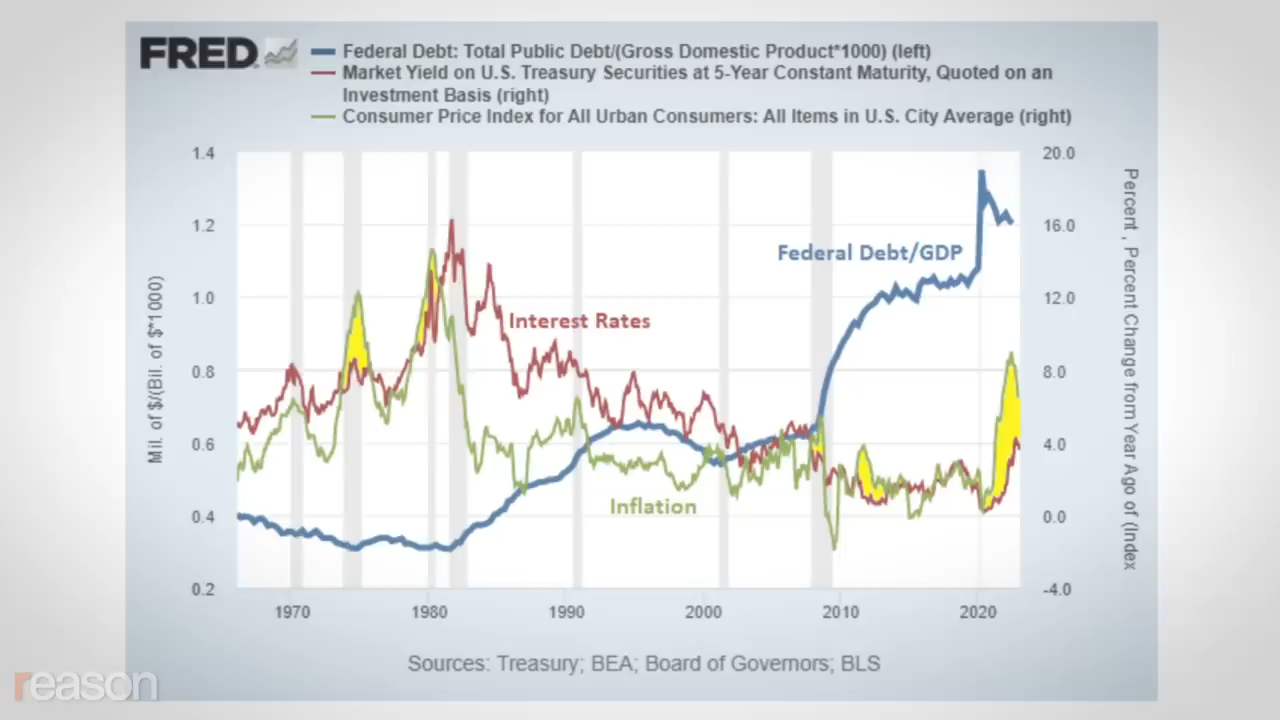 FRED
Federal Debt: Total Public Debt/(Gross Domestic Product*1000) (left)
Market Yield on U.S. Treasury Securities at 5-Year Constant Maturity, Quoted on an
Investment Basis (right)
Consumer Price Index for All Urban Consumers: All Items in U.S. City Average (right)
1.4
1.2
1.0
0.8
0.6
0.4
0.2
Mil. of $/(Bil. of $*1000)
Federal Debt/GDP
Interest Rates
Inflation
20.0
16.0
12.0
8.0
4.0
0.0
-4.0
Percent , Percent Change from Year Ago of (Index
1970
1980
1990
2000
2010
2020
Sources: Treasury; BEA; Board of Governors; BLS
reason